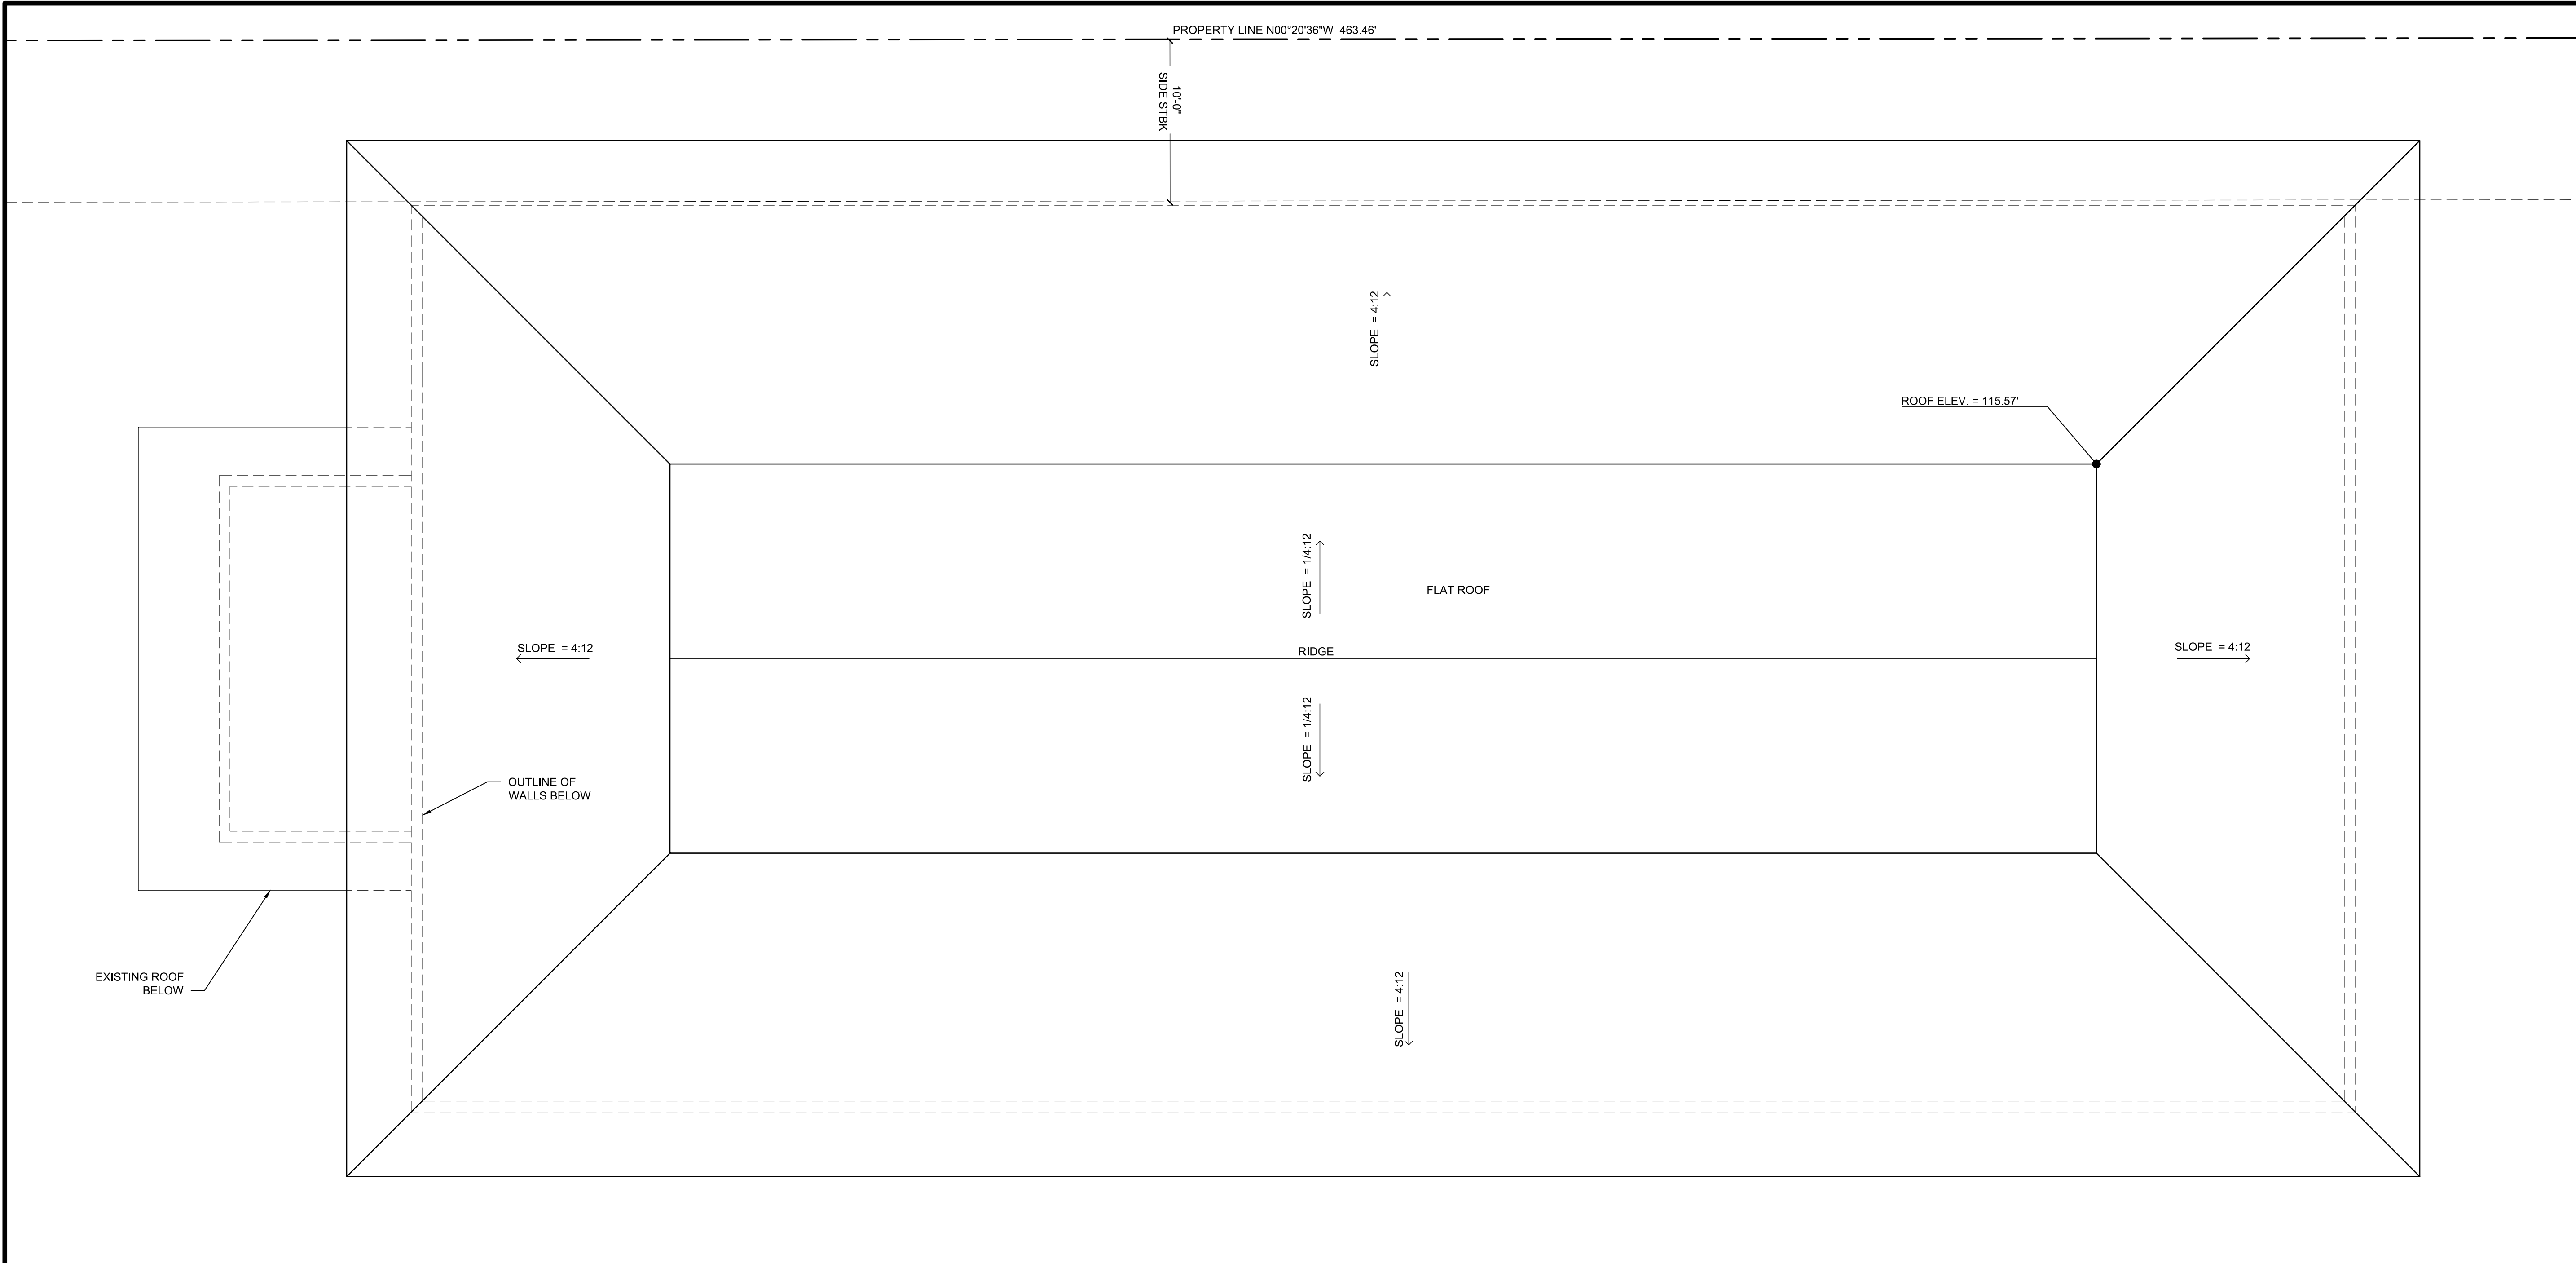 PROPERTY LINE N00°20'36"W 463.46'
10'-0"
SIDE STBK
SLOPE = 4:12
ROOF ELEV. = 115.57'
SLOPE = 1/4:12
FLAT ROOF
SLOPE = 4:12
RIDGE
SLOPE = 4:12
SLOPE = 1/4:12
OUTLINE OF
WALLS BELOW
EXISTING ROOF
BELOW
SLOPE = 4:12